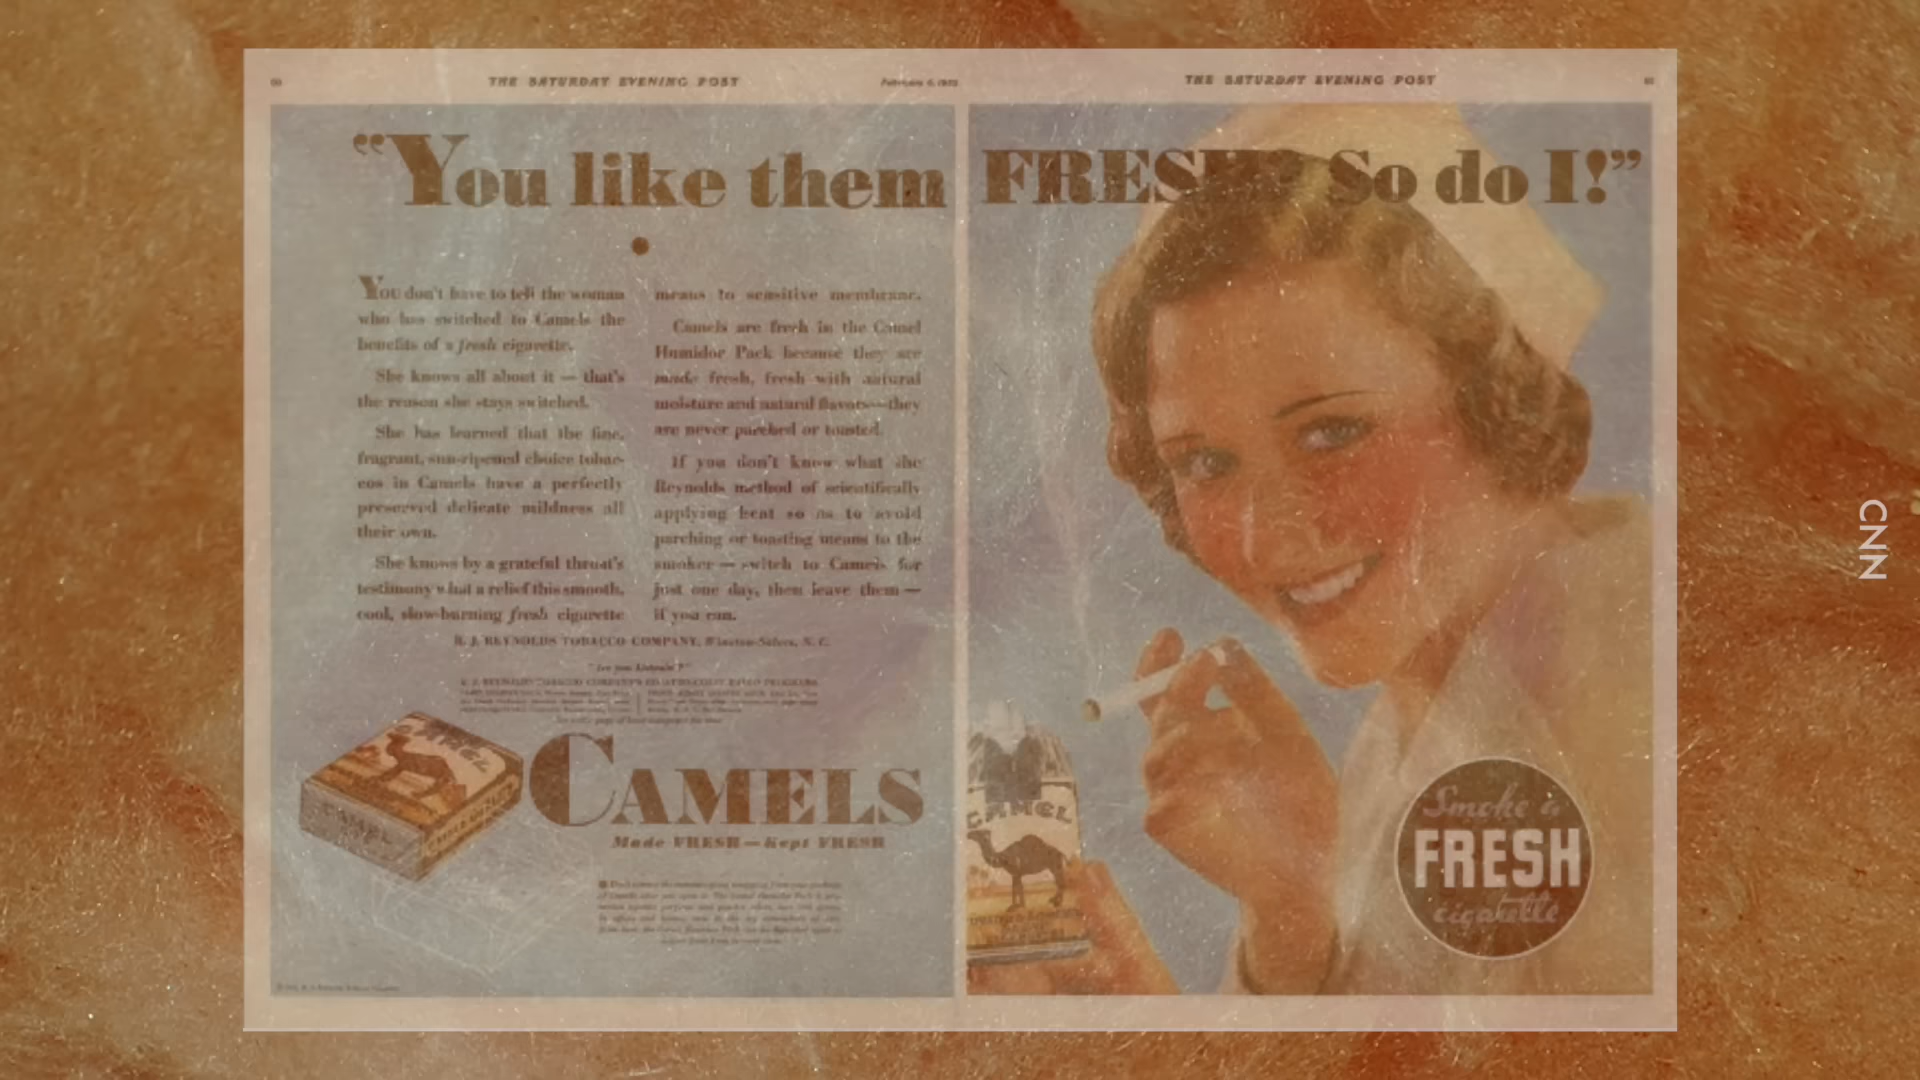 THE SATURDAY EVENING POST
THE SATURDAY EVENING POST
“You like them FRESH? So do I!”
You don't have to tell the woman
who has switched to Camels the
benefits of a fresh cigarette.
She knows all about it — that's
the reason she stays switched.
She has learned that the fine,
fragrant, sun-ripened choice tobac-
cos in Camels have a perfectly
preserved delicate mildness all
their own.
She knows by a grateful throat's
testimony what a relief this smooth,
cool, slow-burning fresh cigarette
means to sensitive membrane.
Camels are fresh in the Camel
Humidor Pack because they are
made fresh, fresh with natural
moisture and natural flavors—they
are never parched or toasted.
If you don't know what the
Reynolds method of scientifically
applying heat so as to avoid
parching or toasting means to the
smoker — switch to Camels for
just one day, then leave them —
if you can.
R. J. REYNOLDS TOBACCO COMPANY, Winston-Salem, N. C.
CAMEL
CAMEL
CAMELS
Made FRESH—Kept FRESH
CAMEL
Smoke a
FRESH
cigarette
CNN